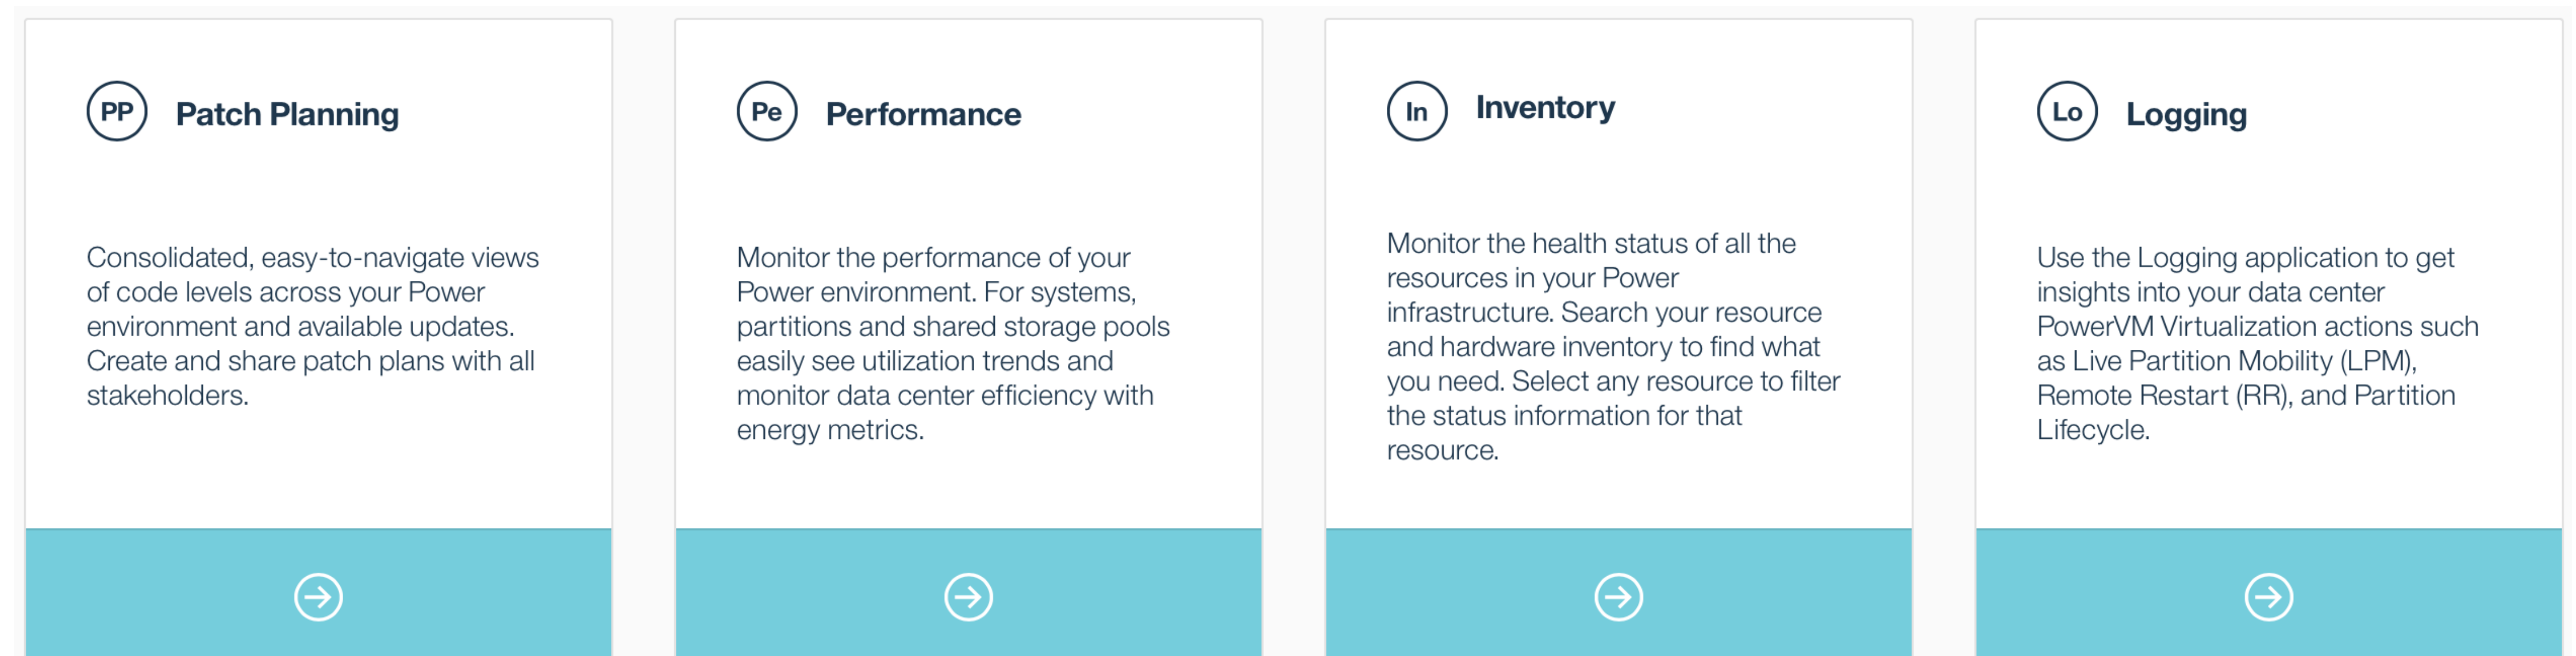 PP Patch Planning
Consolidated, easy-to-navigate views
of code levels across your Power
environment and available updates.
Create and share patch plans with all
stakeholders.
Pe Performance
Monitor the performance of your
Power environment. For systems,
partitions and shared storage pools
easily see utilization trends and
monitor data center efficiency with
energy metrics.
In Inventory
Monitor the health status of all the
resources in your Power
infrastructure. Search your resource
and hardware inventory to find what
you need. Select any resource to filter
the status information for that
resource.
Lo Logging
Use the Logging application to get
insights into your data center
PowerVM Virtualization actions such
as Live Partition Mobility (LPM),
Remote Restart (RR), and Partition
Lifecycle.